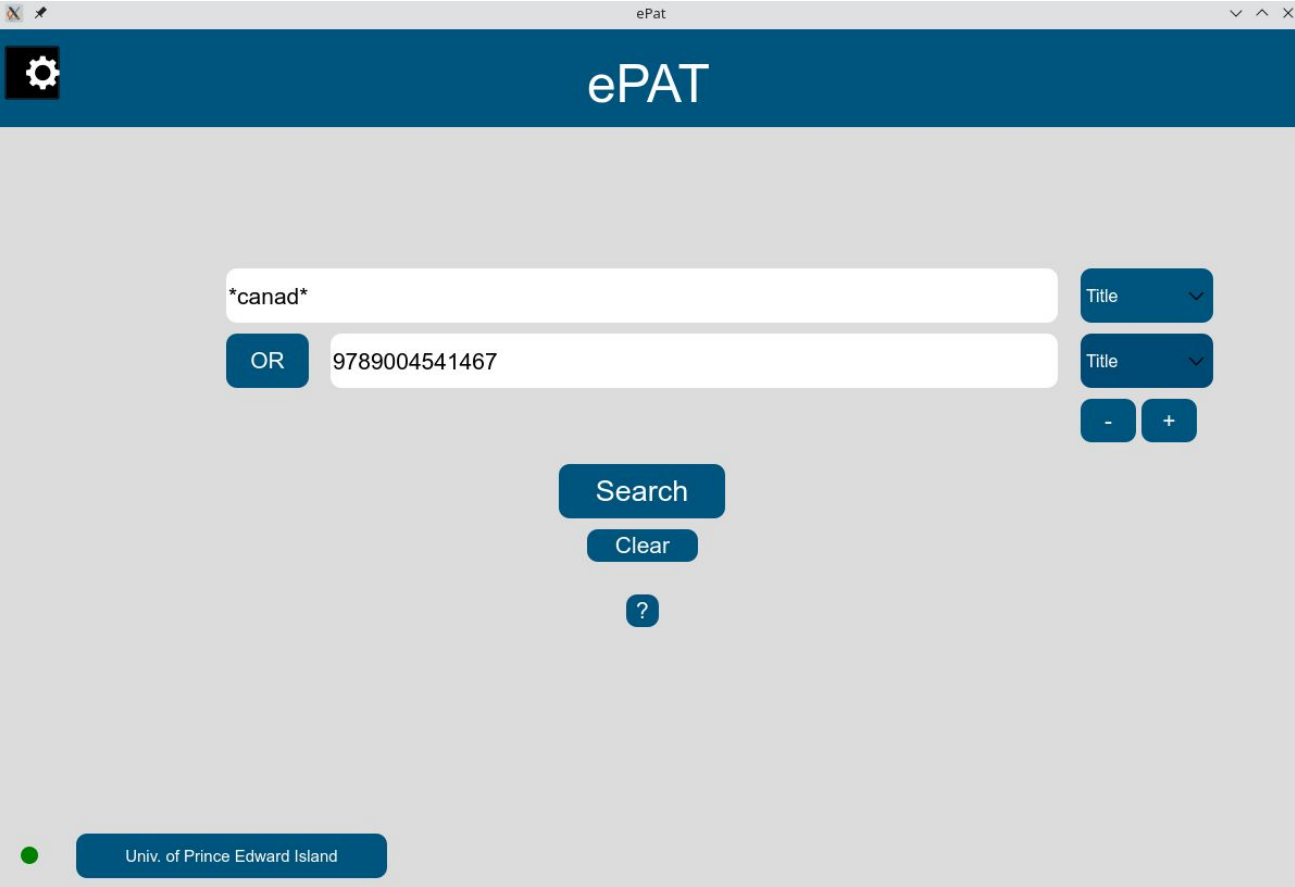 ePat
ePAT
*canad* Title
OR 9789004541467 Title
- +
Search
Clear
?
Univ. of Prince Edward Island